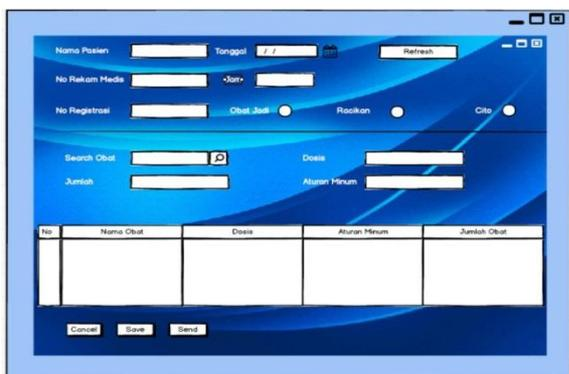 Nama Pasien Tanggal / / Refresh
No Rekam Medis Jam
No Registrasi Obat Jadi Racikan Cito
Search Obat Dosis
Jumlah Aturan Minum
No Nama Obat Dosis Aturan Minum Jumlah Obat
Cancel Save Send